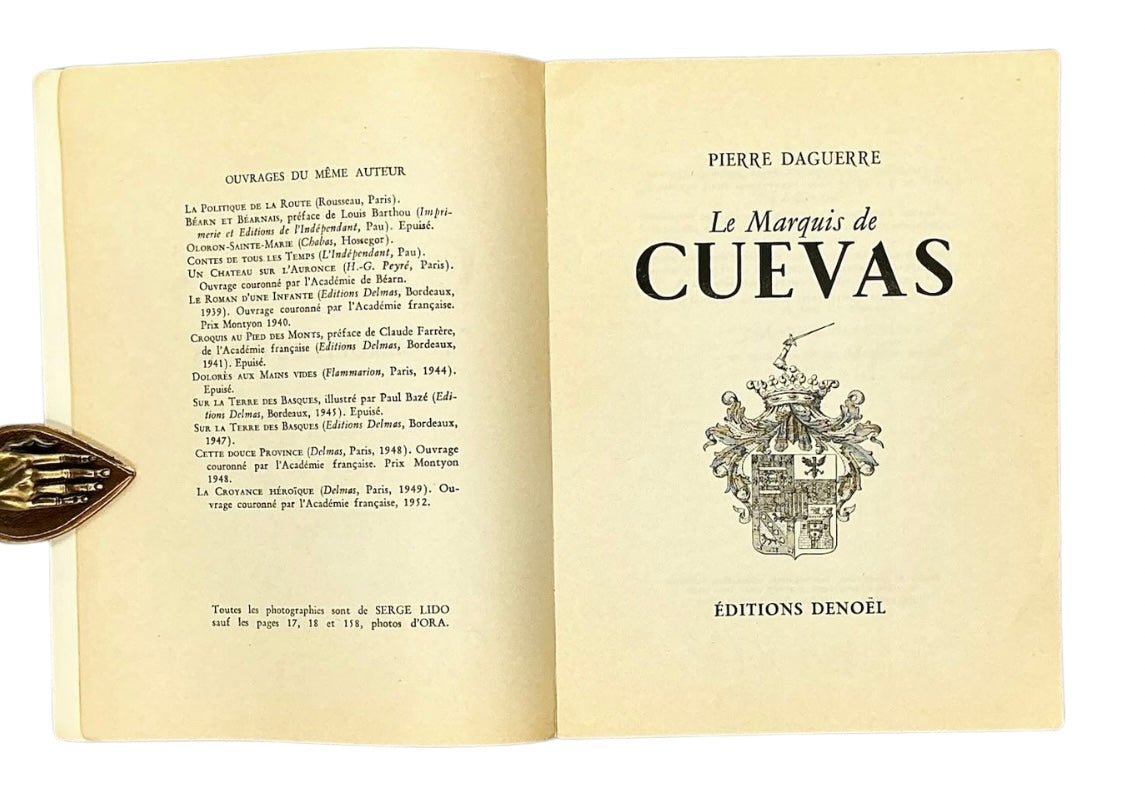 OUVRAGES DU MÊME AUTEUR
LA POLITIQUE DE LA ROUTE (Rousseau, Paris).
BÉARN ET BÉARNAIS, préface de Louis Barthou (Impri-
merie et Editions de l'Indépendant, Pau). Epuisé.
OLORON-SAINTE-MARIE (Chabas, Hossegor).
CONTES DE TOUS LES TEMPS (L'Indépendant, Pau).
UN CHATEAU SUR L'AURONCE (H.-G. Peyré, Paris).
Ouvrage couronné par l'Académie de Béarn.
LE ROMAN D'UNE INFANTE (Editions Delmas, Bordeaux,
1939). Ouvrage couronné par l'Académie française.
Prix Montyon 1940.
CROQUIS AU PIED DES MONTS, préface de Claude Farrère,
de l'Académie française (Editions Delmas, Bordeaux,
1941). Epuisé.
DOLORÈS AUX MAINS VIDES (Flammarion, Paris, 1944).
Epuisé.
SUR LA TERRE DES BASQUES, illustré par Paul Bazé (Edi-
tions Delmas, Bordeaux, 1945). Epuisé.
SUR LA TERRE DES BASQUES (Editions Delmas, Bordeaux,
1947).
CETTE DOUCE PROVINCE (Delmas, Paris, 1948). Ouvrage
couronné par l'Académie française. Prix Montyon
1948.
LA CROYANCE HÉROÏQUE (Delmas, Paris, 1949). Ou-
vrage couronné par l'Académie française, 1952.
Toutes les photographies sont de SERGE LIDO
sauf les pages 17, 18 et 158, photos d'ORA.
PIERRE DAGUERRE
Le Marquis de
CUEVAS
ÉDITIONS DENOËL